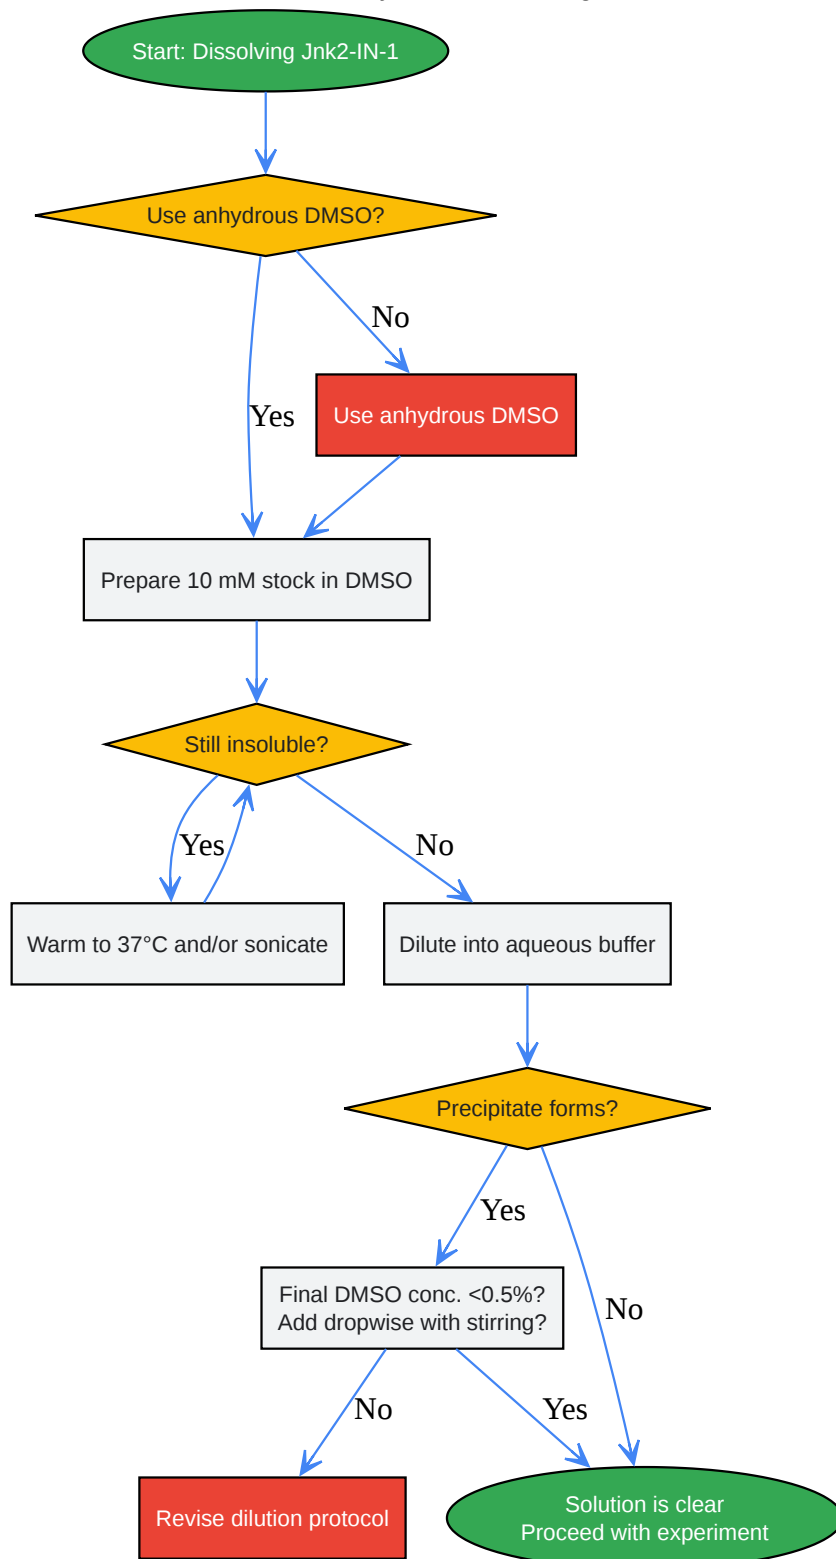 Start: Dissolving Jnk2-IN-1
Use anhydrous DMSO?
No
Yes
Use anhydrous DMSO
Prepare 10 mM stock in DMSO
Still insoluble?
Yes
No
Warm to 37°C and/or sonicate
Dilute into aqueous buffer
Precipitate forms?
Yes
No
Final DMSO conc. <0.5%?
Add dropwise with stirring?
No
Yes
Revise dilution protocol
Solution is clear
Proceed with experiment